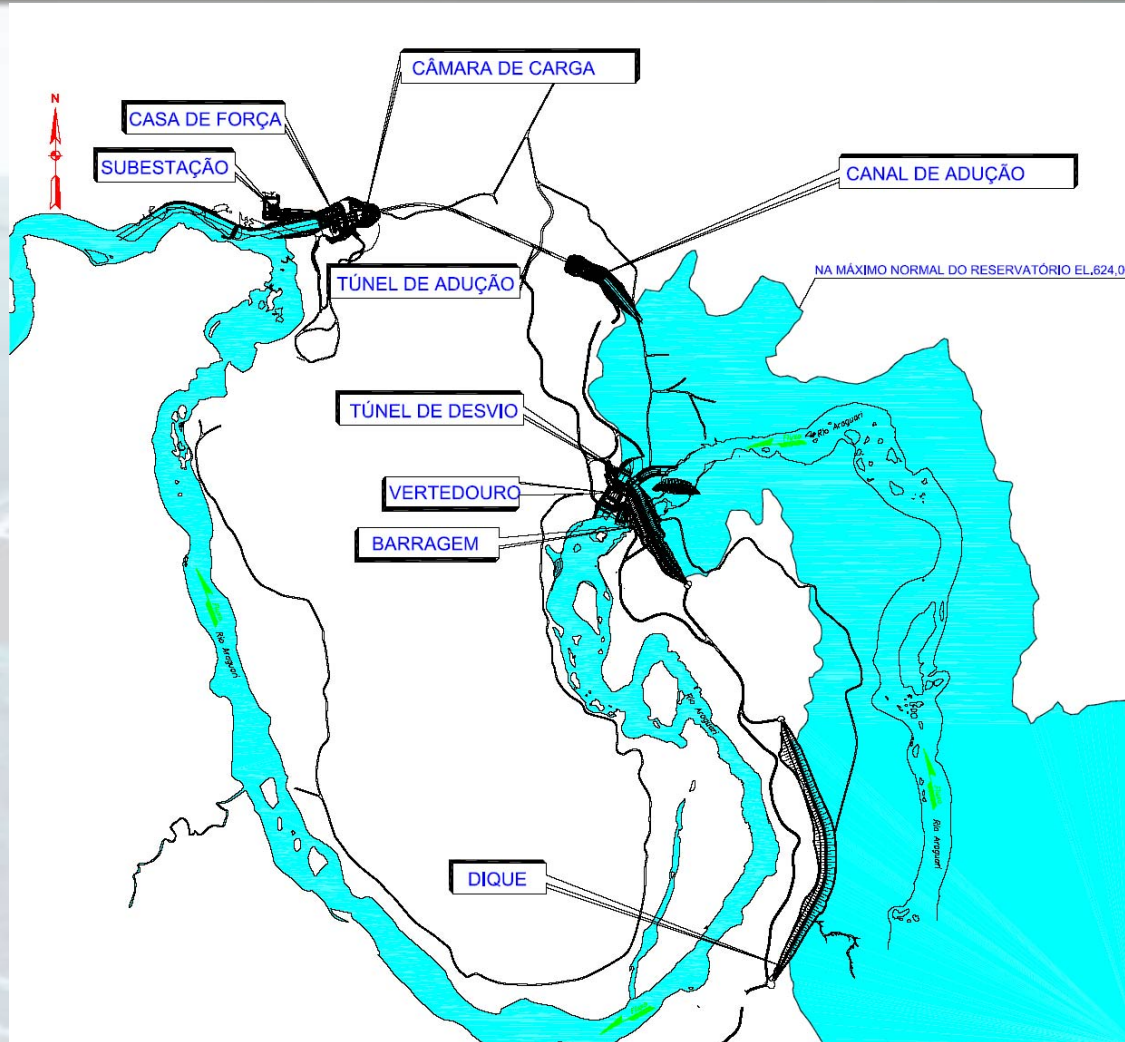 CÂMARA DE CARGA
N
CASA DE FORÇA
SUBESTAÇÃO
CANAL DE ADUÇÃO
TÚNEL DE ADUÇÃO
NA MÁXIMO NORMAL DO RESERVATÓRIO EL.624,0
TÚNEL DE DESVIO
Rio Araguari
VERTEDOURO
BARRAGEM
Rio Araguari
Rio Araguari
Rio Araguari
DIQUE